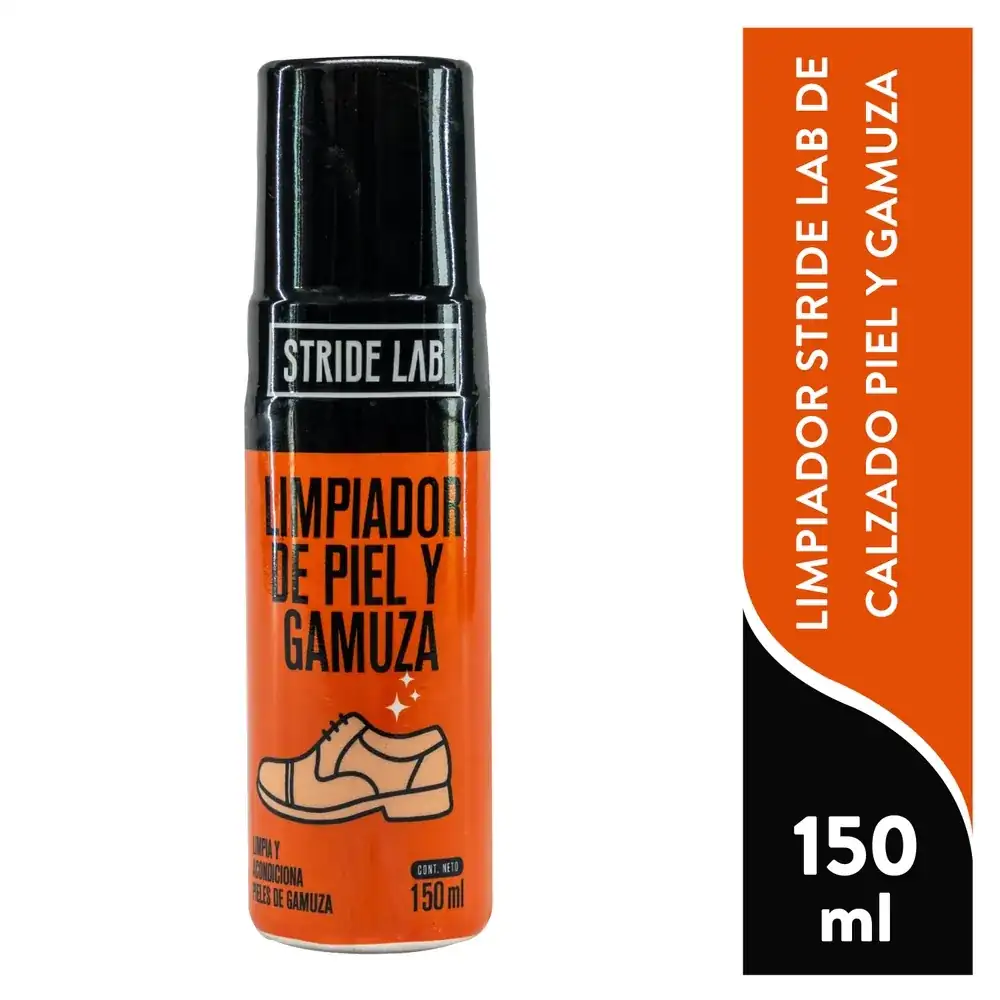 STRIDE LAB
LIMPIADOR
DE PIEL Y
GAMUZA
LIMPIA Y
ACONDICIONA
PIELES DE GAMUZA
CONT. NETO
150 ml
LIMPIADOR STRIDE LAB DE
CALZADO PIEL Y GAMUZA
150
ml